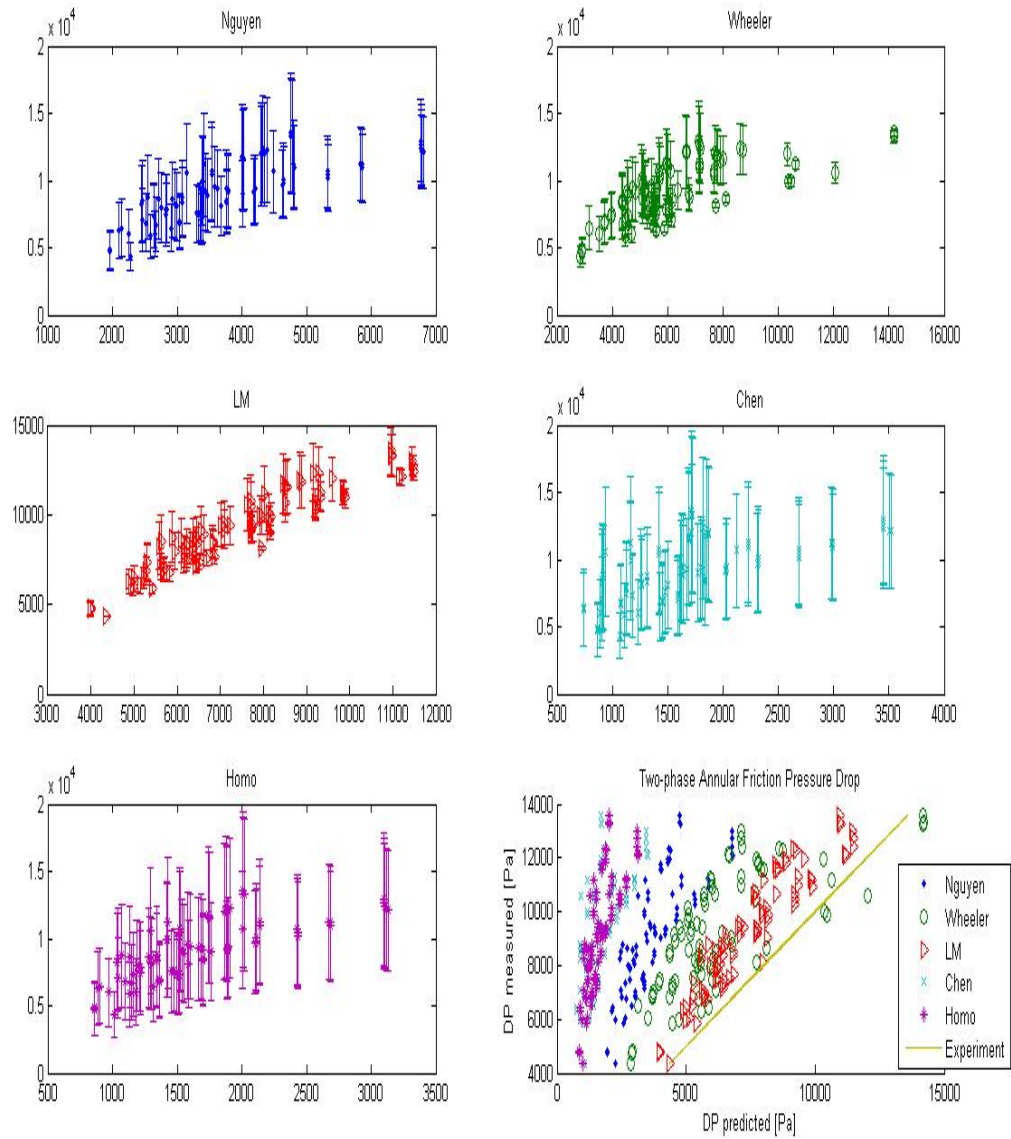 Nguyen
x 10^4
2
1.5
1
0.5
0
1000 2000 3000 4000 5000 6000 7000
Wheeler
x 10^4
2
1.5
1
0.5
0
2000 4000 6000 8000 10000 12000 14000 16000
LM
15000
10000
5000
0
3000 4000 5000 6000 7000 8000 9000 10000 11000 12000
Chen
x 10^4
2
1.5
1
0.5
0
500 1000 1500 2000 2500 3000 3500 4000
Homo
x 10^4
2
1.5
1
0.5
0
500 1000 1500 2000 2500 3000 3500
Two-phase Annular Friction Pressure Drop
DP measured [Pa]
14000
12000
10000
8000
6000
4000
0 5000 10000 15000
DP predicted [Pa]
Nguyen
Wheeler
LM
Chen
Homo
Experiment